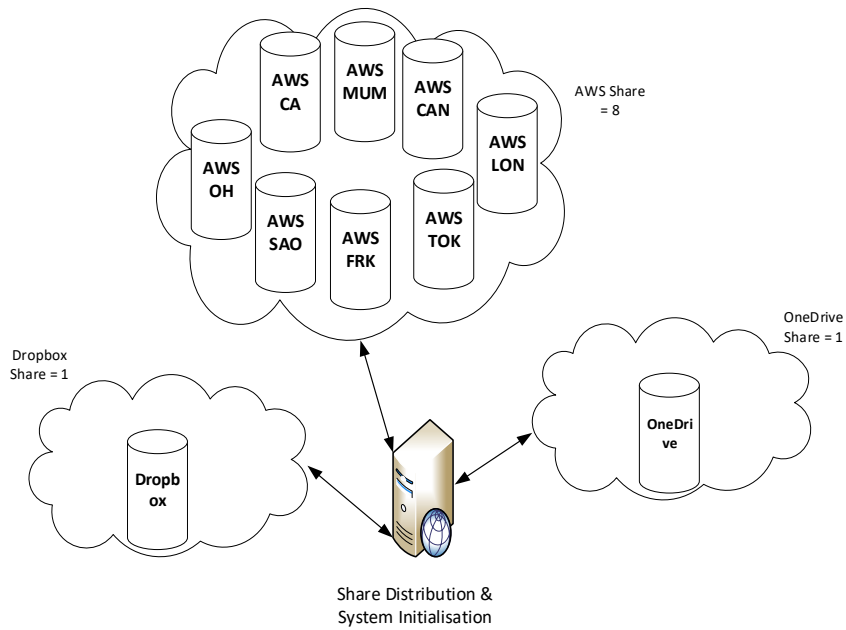 AWS
CA
AWS
MUM
AWS
CAN
AWS
LON
AWS Share
= 8
AWS
OH
AWS
SAO
AWS
FRK
AWS
TOK
Dropbox
Share = 1
OneDrive
Share = 1
Dropb
ox
OneDri
ve
Share Distribution &
System Initialisation